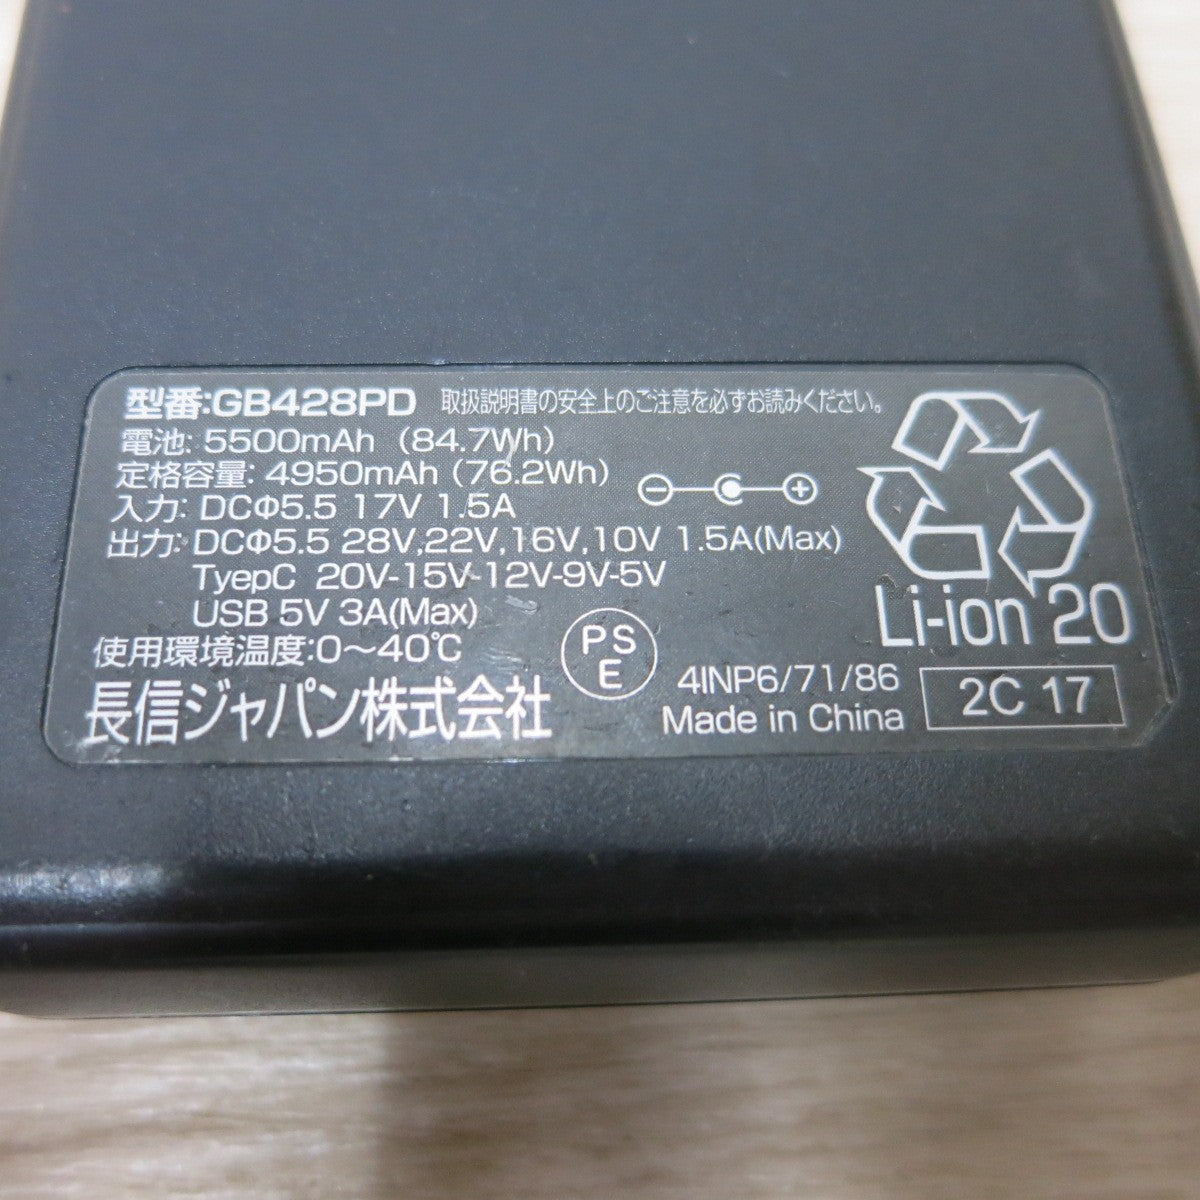 型番:GB428PD 取扱説明書の安全上のご注意を必ずお読みください。
電池: 5500mAh (84.7Wh)
定格容量: 4950mAh (76.2Wh)
入力: DCΦ5.5 17V 1.5A
出力: DCΦ5.5 28V,22V,16V,10V 1.5A(Max)
TyepC 20V-15V-12V-9V-5V
USB 5V 3A(Max)
使用環境温度:0～40℃
長信ジャパン株式会社
PS
E
Li-ion 20
4INP6/71/86
Made in China
2C 17